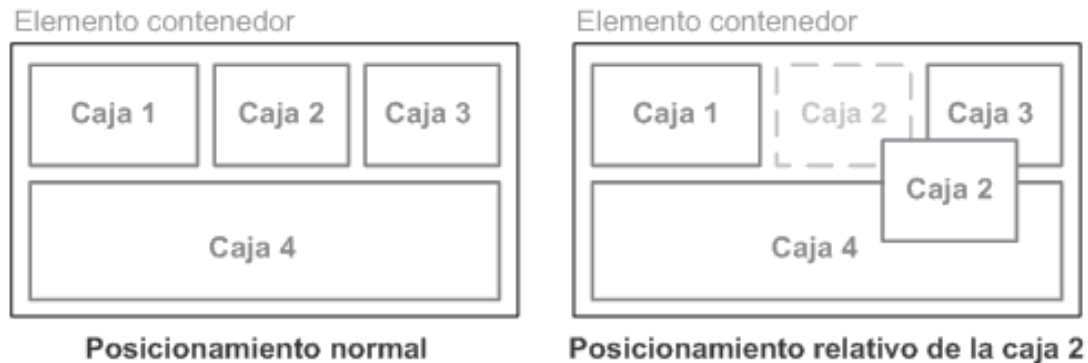 Elemento contenedor
Caja 1
Caja 2
Caja 3
Caja 4
Posicionamiento normal
Elemento contenedor
Caja 1
Caja 2
Caja 3
Caja 2
Caja 4
Posicionamiento relativo de la caja 2